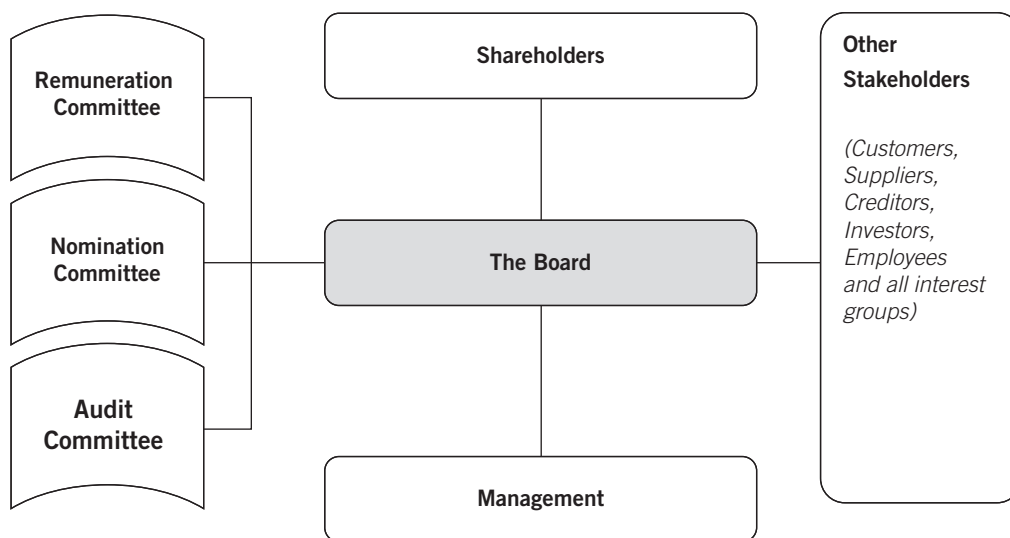 Remuneration
Committee
Nomination
Committee
Audit
Committee
Shareholders
The Board
Management
Other
Stakeholders
(Customers,
Suppliers,
Creditors,
Investors,
Employees
and all interest
groups)